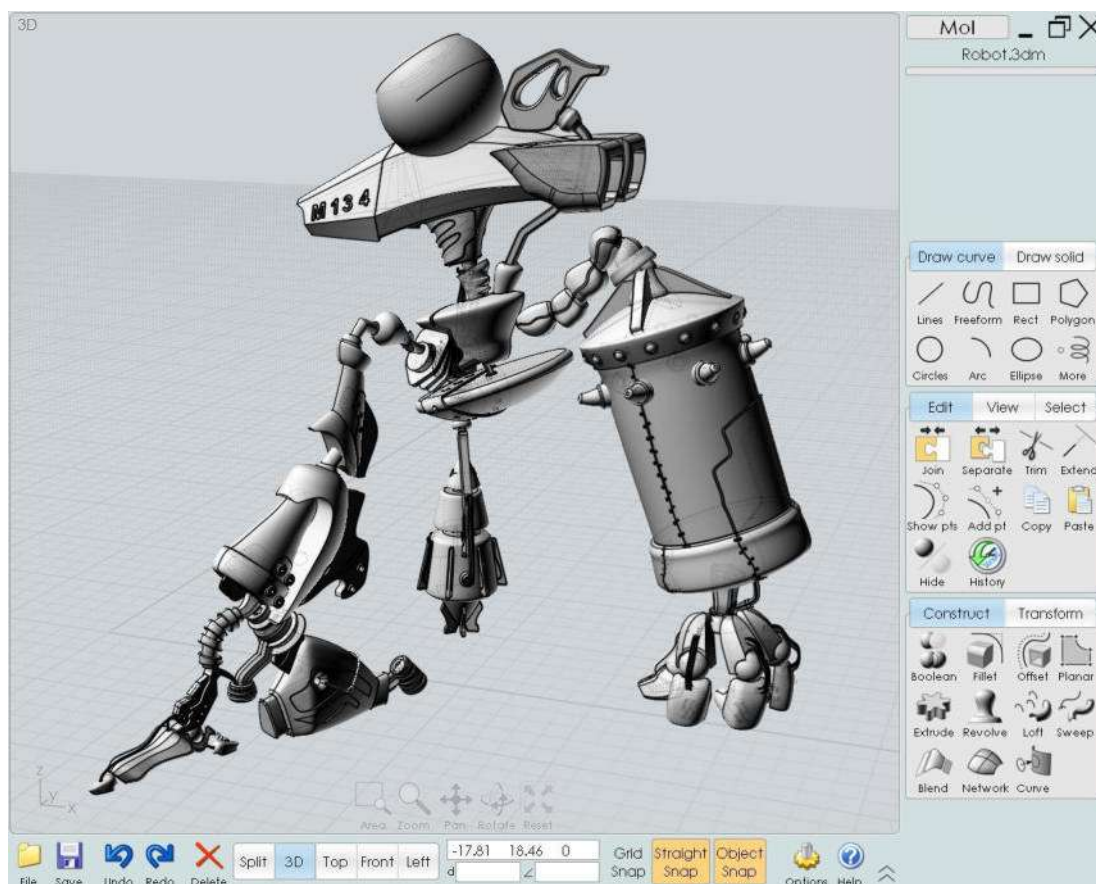 3D
MoI
Robot.3dm
M 134
Draw curve Draw solid
Lines Freeform Rect Polygon
Circles Arc Ellipse More
Edit View Select
Join Separate Trim Extend
Show pts Add pt Copy Paste
Hide History
Construct Transform
Boolean Fillet Offset Planar
Extrude Revolve Loft Sweep
Blend Network Curve
z
y
x
Area Zoom Pan Rotate Reset
File Save Undo Redo Delete
Split 3D Top Front Left
-17.81 18.46 0
d
Grid Snap
Straight Snap
Object Snap
Options Help